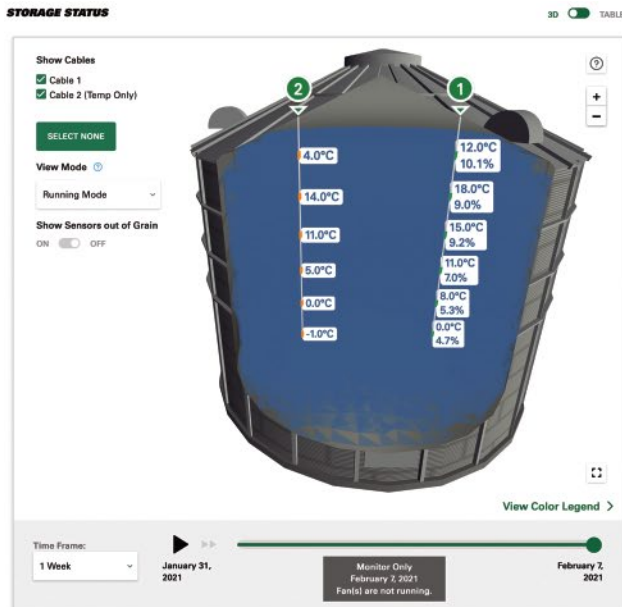 STORAGE STATUS
3D TABLE
Show Cables
Cable 1
Cable 2 (Temp Only)
SELECT NONE
View Mode ?
Running Mode
Show Sensors out of Grain
ON OFF
2
4.0°C
14.0°C
11.0°C
5.0°C
0.0°C
-1.0°C
1
12.0°C
10.1%
18.0°C
9.0%
15.0°C
9.2%
11.0°C
7.0%
8.0°C
5.3%
0.0°C
4.7%
?
+
−
View Color Legend >
Time Frame:
1 Week
January 31,
2021
Monitor Only
February 7, 2021
Fan(s) are not running.
February 7,
2021